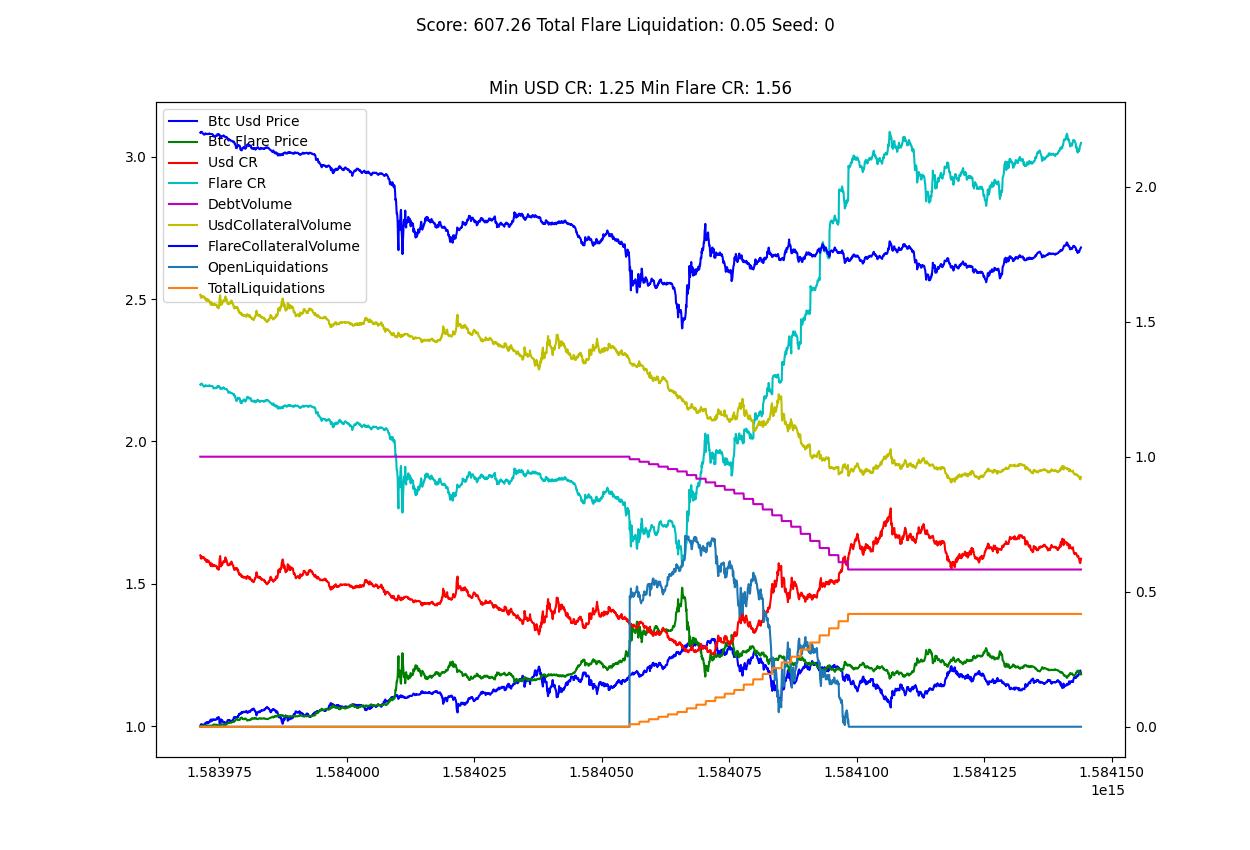 Score: 607.26 Total Flare Liquidation: 0.05 Seed: 0
Min USD CR: 1.25 Min Flare CR: 1.56
Btc Usd Price
Btc Flare Price
Usd CR
Flare CR
DebtVolume
UsdCollateralVolume
FlareCollateralVolume
OpenLiquidations
TotalLiquidations
3.0
2.5
2.0
1.5
1.0
2.0
1.5
1.0
0.5
0.0
1.583975 1.584000 1.584025 1.584050 1.584075 1.584100 1.584125 1.584150
1e15